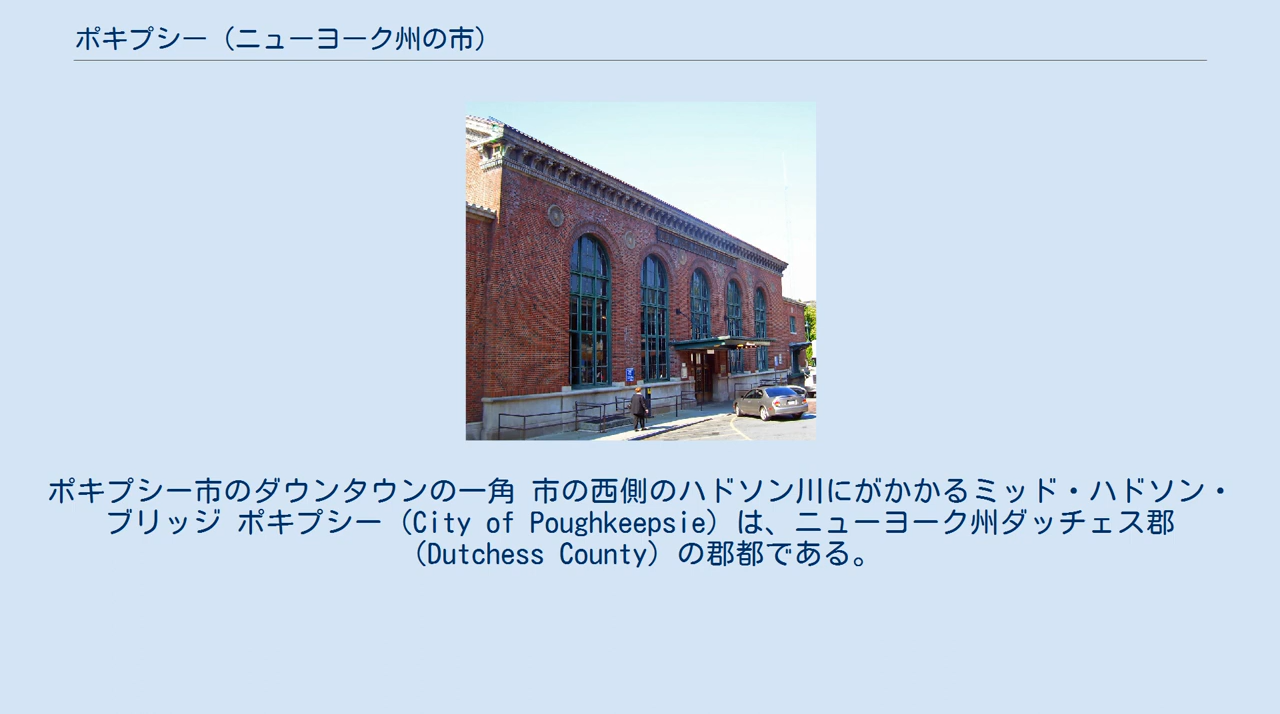 ポキプシー（ニューヨーク州の市）
ポキプシー市のダウンタウンの一角 市の西側のハドソン川にがかかるミッド・ハドソン・
ブリッジ ポキプシー（City of Poughkeepsie）は、ニューヨーク州ダッチェス郡
（Dutchess County）の郡都である。